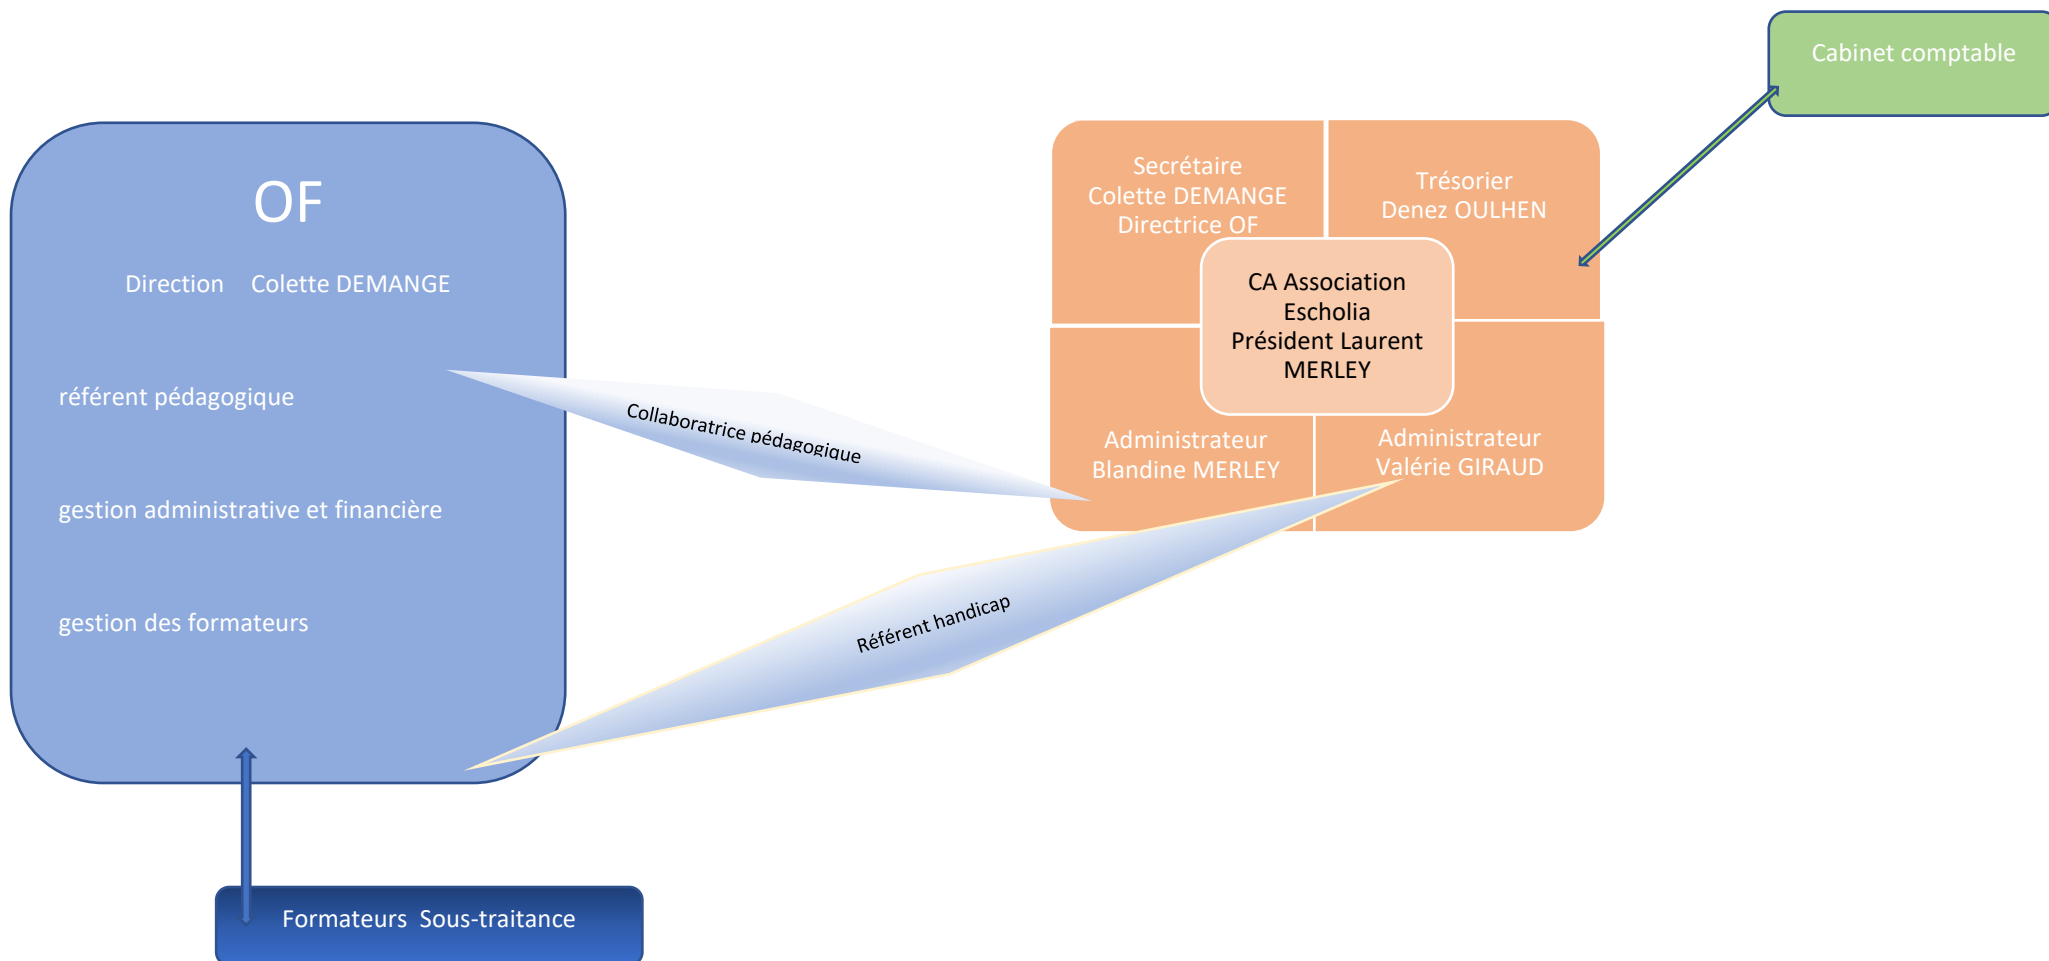 Cabinet comptable
OF
Direction    Colette DEMANGE
référent pédagogique
gestion administrative et financière
gestion des formateurs
Collaboratrice pédagogique
Secrétaire
Colette DEMANGE
Directrice OF
Trésorier
Denez OULHEN
CA Association
Escholia
Président Laurent
MERLEY
Administrateur
Blandine MERLEY
Administrateur
Valérie GIRAUD
Référent handicap
Formateurs  Sous-traitance